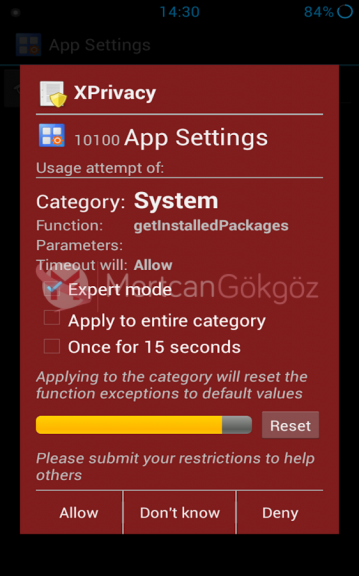 14:30
84%
App Settings
XPrivacy
10100 App Settings
Usage attempt of:
Category: System
Function: getInstalledPackages
Parameters:
Timeout will: Allow
MertcanGökgöz
Expert mode
Apply to entire category
Once for 15 seconds
Applying to the category will reset the
function exceptions to default values
Reset
Please submit your restrictions to help
others
Allow
Don't know
Deny